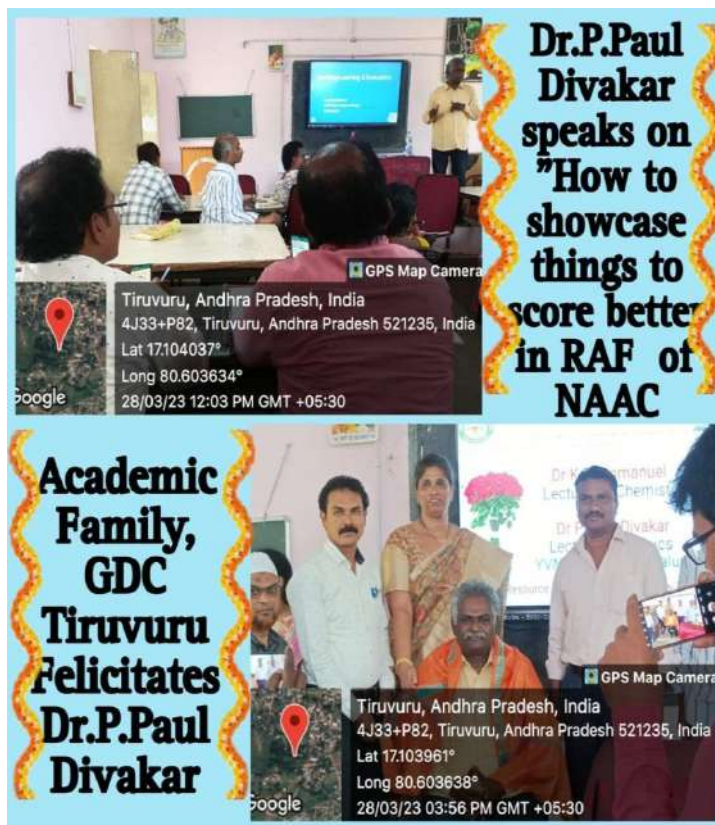 Dr.P.Paul
Divakar
speaks on
"How to
showcase
things to
score better
in RAF of
NAAC
GPS Map Camera
Tiruvuru, Andhra Pradesh, India
4J33+P82, Tiruvuru, Andhra Pradesh 521235, India
Lat 17.104037°
Long 80.603634°
28/03/23 12:03 PM GMT +05:30
Google
Academic
Family,
GDC
Tiruvuru
Felicitates
Dr.P.Paul
Divakar
Dr
Dr
GPS Map Camera
Tiruvuru, Andhra Pradesh, India
4J33+P82, Tiruvuru, Andhra Pradesh 521235, India
Lat 17.103961°
Long 80.603638°
28/03/23 03:56 PM GMT +05:30
Google